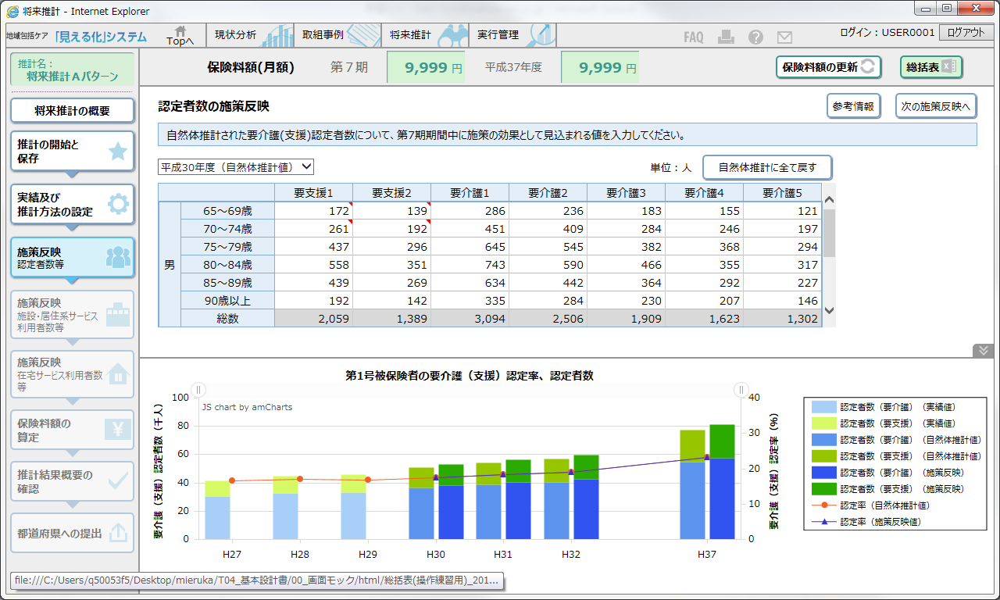 将来推計 - Internet Explorer
地域包括ケア 「見える化」システム
Topへ
現状分析
取組事例
将来推計
実行管理
FAQ
ログイン：USER0001
ログアウト
推計名：
将来推計Aパターン
保険料額(月額)
第７期
9,999 円
平成37年度
9,999 円
保険料額の更新
総括表
将来推計の概要
推計の開始と
保存
実績及び
推計方法の設定
施策反映
認定者数等
施策反映
施設・居住系サービス
利用者数等
施策反映
在宅サービス利用者数
等
保険料額の
算定
推計結果概要の
確認
都道府県への提出
認定者数の施策反映
参考情報
次の施策反映へ
自然体推計された要介護(支援)認定者数について、第7期期間中に施策の効果として見込まれる値を入力してください。
平成30年度（自然体推計値）
単位：人
自然体推計に全て戻す
要支援1 要支援2 要介護1 要介護2 要介護3 要介護4 要介護5
男
65～69歳 172 139 286 236 183 155 121
70～74歳 261 192 451 409 284 246 197
75～79歳 437 296 645 545 382 368 294
80～84歳 558 351 743 590 466 355 317
85～89歳 439 269 634 442 364 292 227
90歳以上 192 142 335 284 230 207 146
総数 2,059 1,389 3,094 2,506 1,909 1,623 1,302
第1号被保険者の要介護（支援）認定率、認定者数
JS chart by amCharts
要介護（支援）認定者数（千人）
100
80
60
40
20
0
40
30
20
10
0
要介護（支援）認定率（%）
H27 H28 H29 H30 H31 H32 H37
認定者数（要介護）（実績値）
認定者数（要支援）（実績値）
認定者数（要介護）（自然体推計値）
認定者数（要支援）（自然体推計値）
認定者数（要介護）（施策反映）
認定者数（要支援）（施策反映）
認定率（自然体推計値）
認定率（施策反映値）
file:///C:/Users/q50053f5/Desktop/mieruka/T04_基本設計書/00_画面モック/html/総括表(操作練習用)_201...